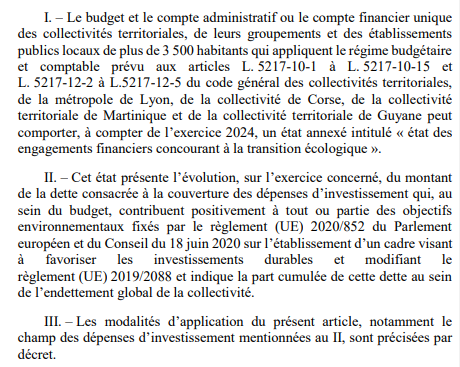 I. – Le budget et le compte administratif ou le compte financier unique
des collectivités territoriales, de leurs groupements et des établissements
publics locaux de plus de 3 500 habitants qui appliquent le régime budgétaire
et comptable prévu aux articles L. 5217-10-1 à L. 5217-10-15 et
L. 5217-12-2 à L.5217-12-5 du code général des collectivités territoriales,
de la métropole de Lyon, de la collectivité de Corse, de la collectivité
territoriale de Martinique et de la collectivité territoriale de Guyane peut
comporter, à compter de l’exercice 2024, un état annexé intitulé « état des
engagements financiers concourant à la transition écologique ».
II. – Cet état présente l’évolution, sur l’exercice concerné, du montant
de la dette consacrée à la couverture des dépenses d’investissement qui, au
sein du budget, contribuent positivement à tout ou partie des objectifs
environnementaux fixés par le règlement (UE) 2020/852 du Parlement
européen et du Conseil du 18 juin 2020 sur l’établissement d’un cadre visant
à favoriser les investissements durables et modifiant le
règlement (UE) 2019/2088 et indique la part cumulée de cette dette au sein
de l’endettement global de la collectivité.
III. – Les modalités d’application du présent article, notamment le
champ des dépenses d’investissement mentionnées au II, sont précisées par
décret.